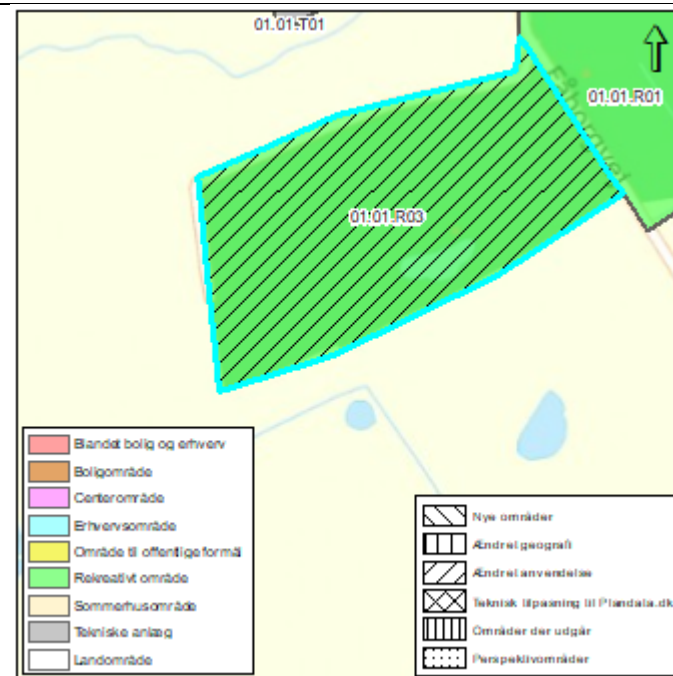 01.01.T01
01.01.R01
Fåborgvej
01.01.R03
Blandet bolig og erhverv
Boligområde
Centerområde
Erhvervsområde
Område til offentlige formål
Rekreativt område
Sommerhusområde
Tekniske anlæg
Landområde
Nye områder
Ændret geografi
Ændret anvendelse
Teknisk tilpasning til Plandata.dk
Områder der udgår
Perspektivområder